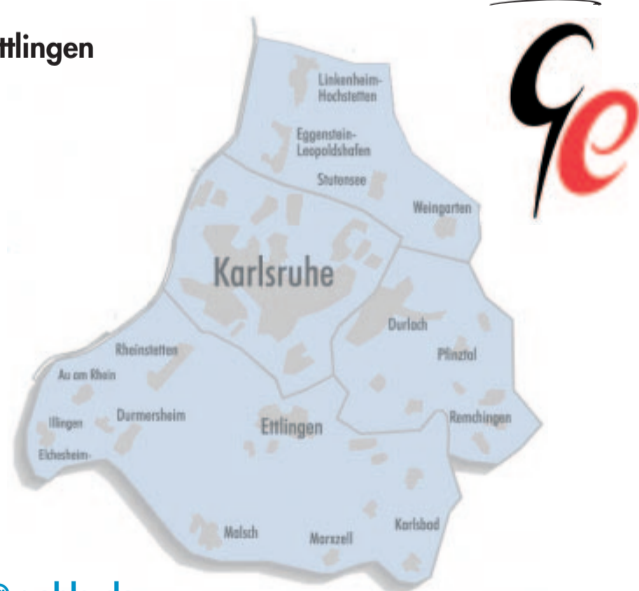 ttlingen
Linkenheim-
Hochstetten
Eggenstein-
Leopoldshafen
Stutensee
Weingarten
Karlsruhe
Durlach
Pfinztal
Rheinstetten
Au am Rhein
Illingen
Durmersheim
Elchesheim-
Ettlingen
Remchingen
Malsch
Marxzell
Karlsbad